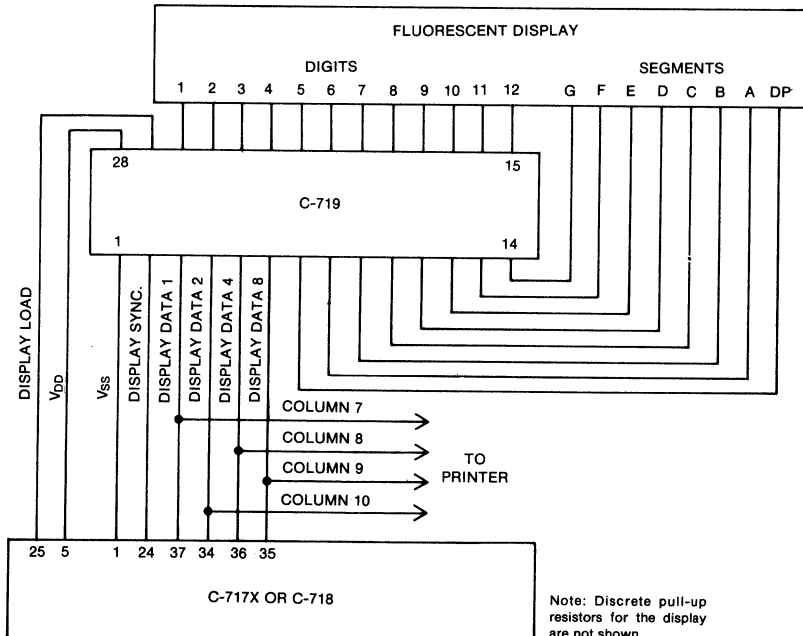 FLUORESCENT DISPLAY
DIGITS SEGMENTS
1 2 3 4 5 6 7 8 9 10 11 12 G F E D C B A DP
28 15
C-719
1 14
DISPLAY LOAD
VDD
VSS
DISPLAY SYNC.
DISPLAY DATA 1
DISPLAY DATA 2
DISPLAY DATA 4
DISPLAY DATA 8
COLUMN 7
COLUMN 8
COLUMN 9
COLUMN 10
TO
PRINTER
25 5 1 24 37 34 36 35
C-717X OR C-718
Note: Discrete pull-up
resistors for the display
are not shown